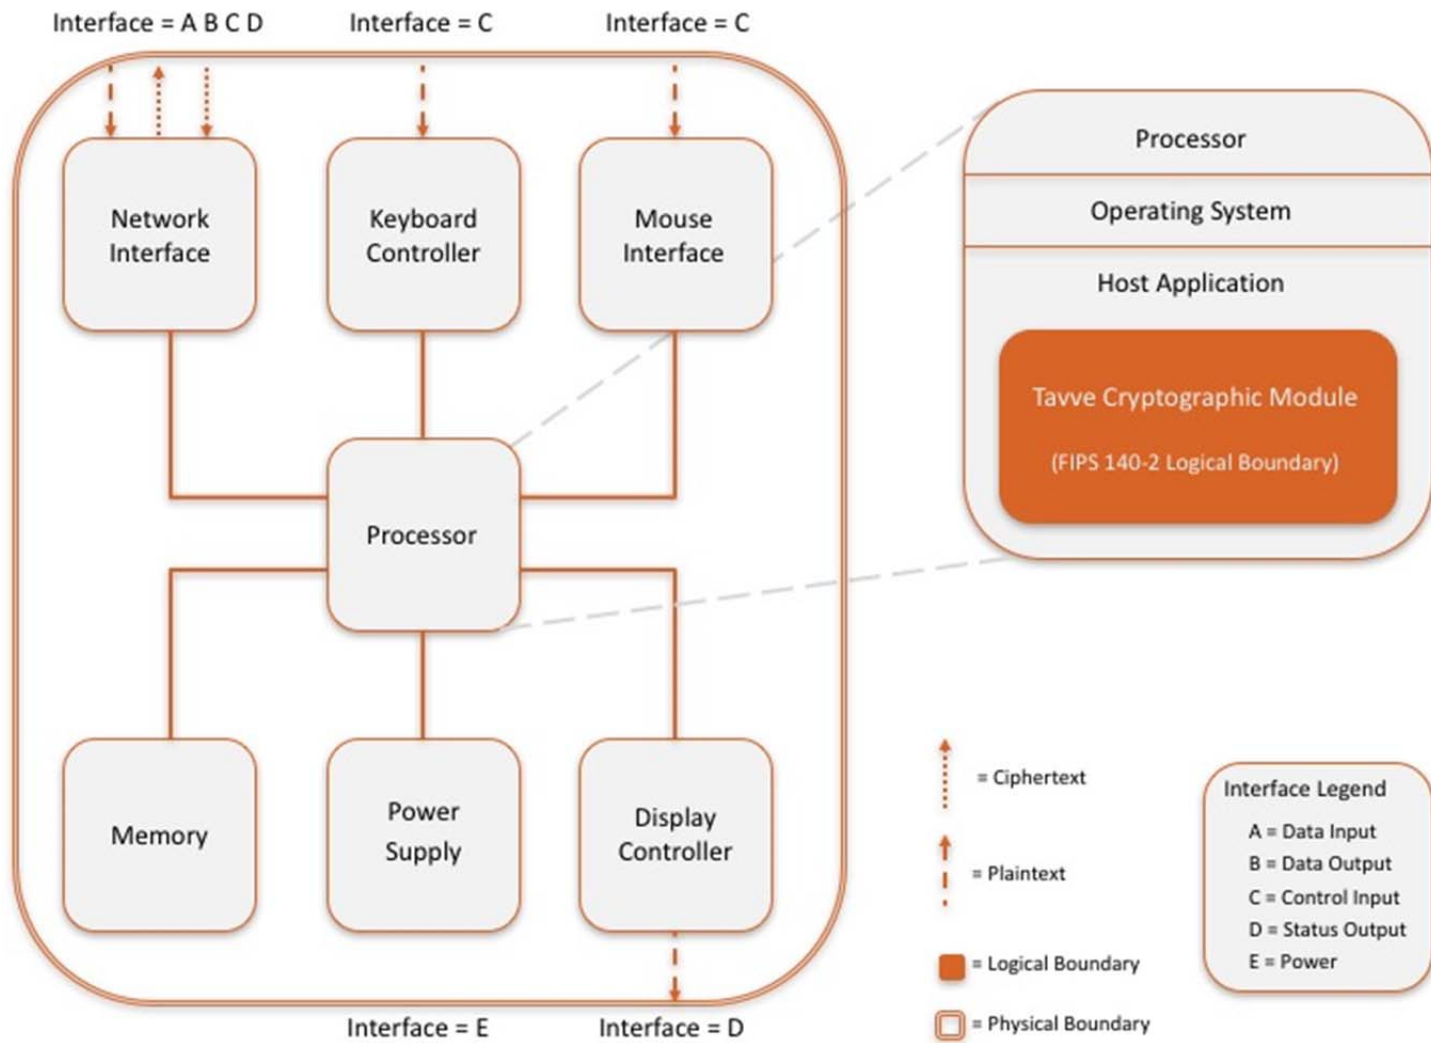 Interface = A B C D
Interface = C
Interface = C
Network
Interface
Keyboard
Controller
Mouse
Interface
Processor
Memory
Power
Supply
Display
Controller
Interface = E
Interface = D
Processor
Operating System
Host Application
Tavve Cryptographic Module
(FIPS 140-2 Logical Boundary)
= Ciphertext
= Plaintext
= Logical Boundary
= Physical Boundary
Interface Legend
A = Data Input
B = Data Output
C = Control Input
D = Status Output
E = Power